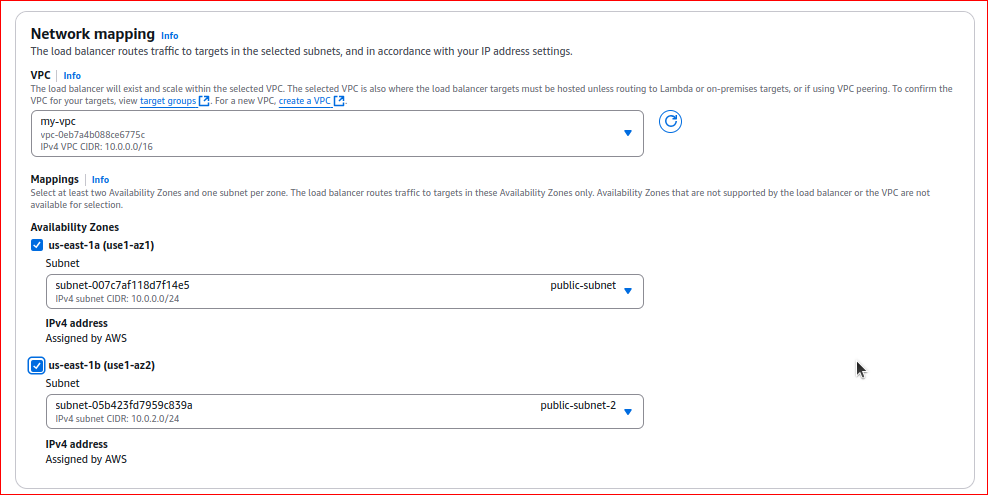 Network mapping Info
The load balancer routes traffic to targets in the selected subnets, and in accordance with your IP address settings.
VPC Info
The load balancer will exist and scale within the selected VPC. The selected VPC is also where the load balancer targets must be hosted unless routing to Lambda or on-premises targets, or if using VPC peering. To confirm the
VPC for your targets, view target groups. For a new VPC, create a VPC.
my-vpc
vpc-0eb7a4b088ce6775c
IPv4 VPC CIDR: 10.0.0.0/16
Mappings Info
Select at least two Availability Zones and one subnet per zone. The load balancer routes traffic to targets in these Availability Zones only. Availability Zones that are not supported by the load balancer or the VPC are not
available for selection.
Availability Zones
us-east-1a (use1-az1)
Subnet
subnet-007c7af118d7f14e5 public-subnet
IPv4 subnet CIDR: 10.0.0.0/24
IPv4 address
Assigned by AWS
us-east-1b (use1-az2)
Subnet
subnet-05b423fd7959c839a public-subnet-2
IPv4 subnet CIDR: 10.0.2.0/24
IPv4 address
Assigned by AWS